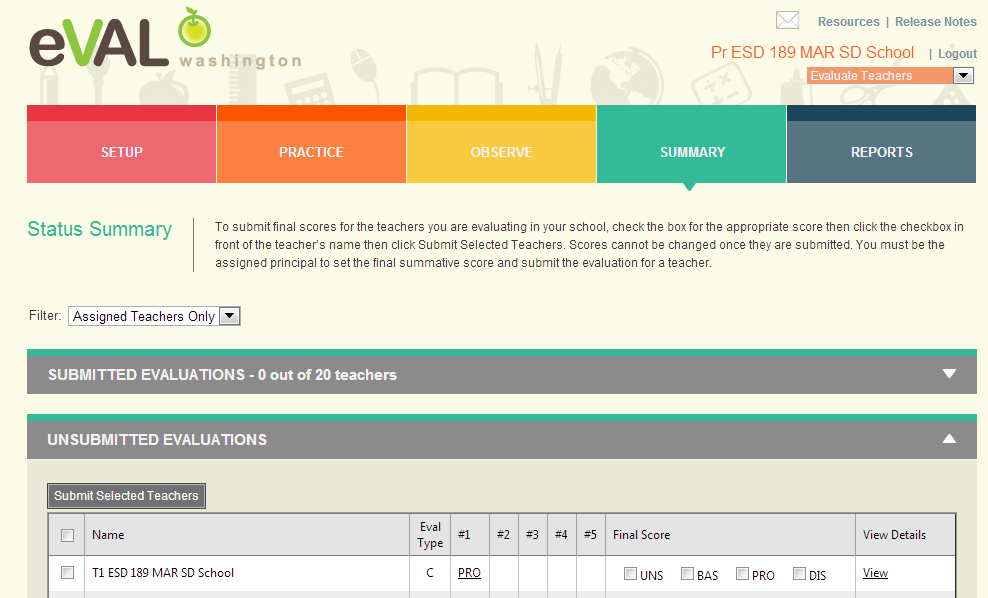 eVAL
washington
Resources | Release Notes
Pr ESD 189 MAR SD School | Logout
Evaluate Teachers
SETUP PRACTICE OBSERVE SUMMARY REPORTS
Status Summary
To submit final scores for the teachers you are evaluating in your school, check the box for the appropriate score then click the checkbox in
front of the teacher's name then click Submit Selected Teachers. Scores cannot be changed once they are submitted. You must be the
assigned principal to set the final summative score and submit the evaluation for a teacher.
Filter: Assigned Teachers Only
SUBMITTED EVALUATIONS - 0 out of 20 teachers
UNSUBMITTED EVALUATIONS
Submit Selected Teachers
Name Eval Type #1 #2 #3 #4 #5 Final Score View Details
T1 ESD 189 MAR SD School C PRO UNS BAS PRO DIS View